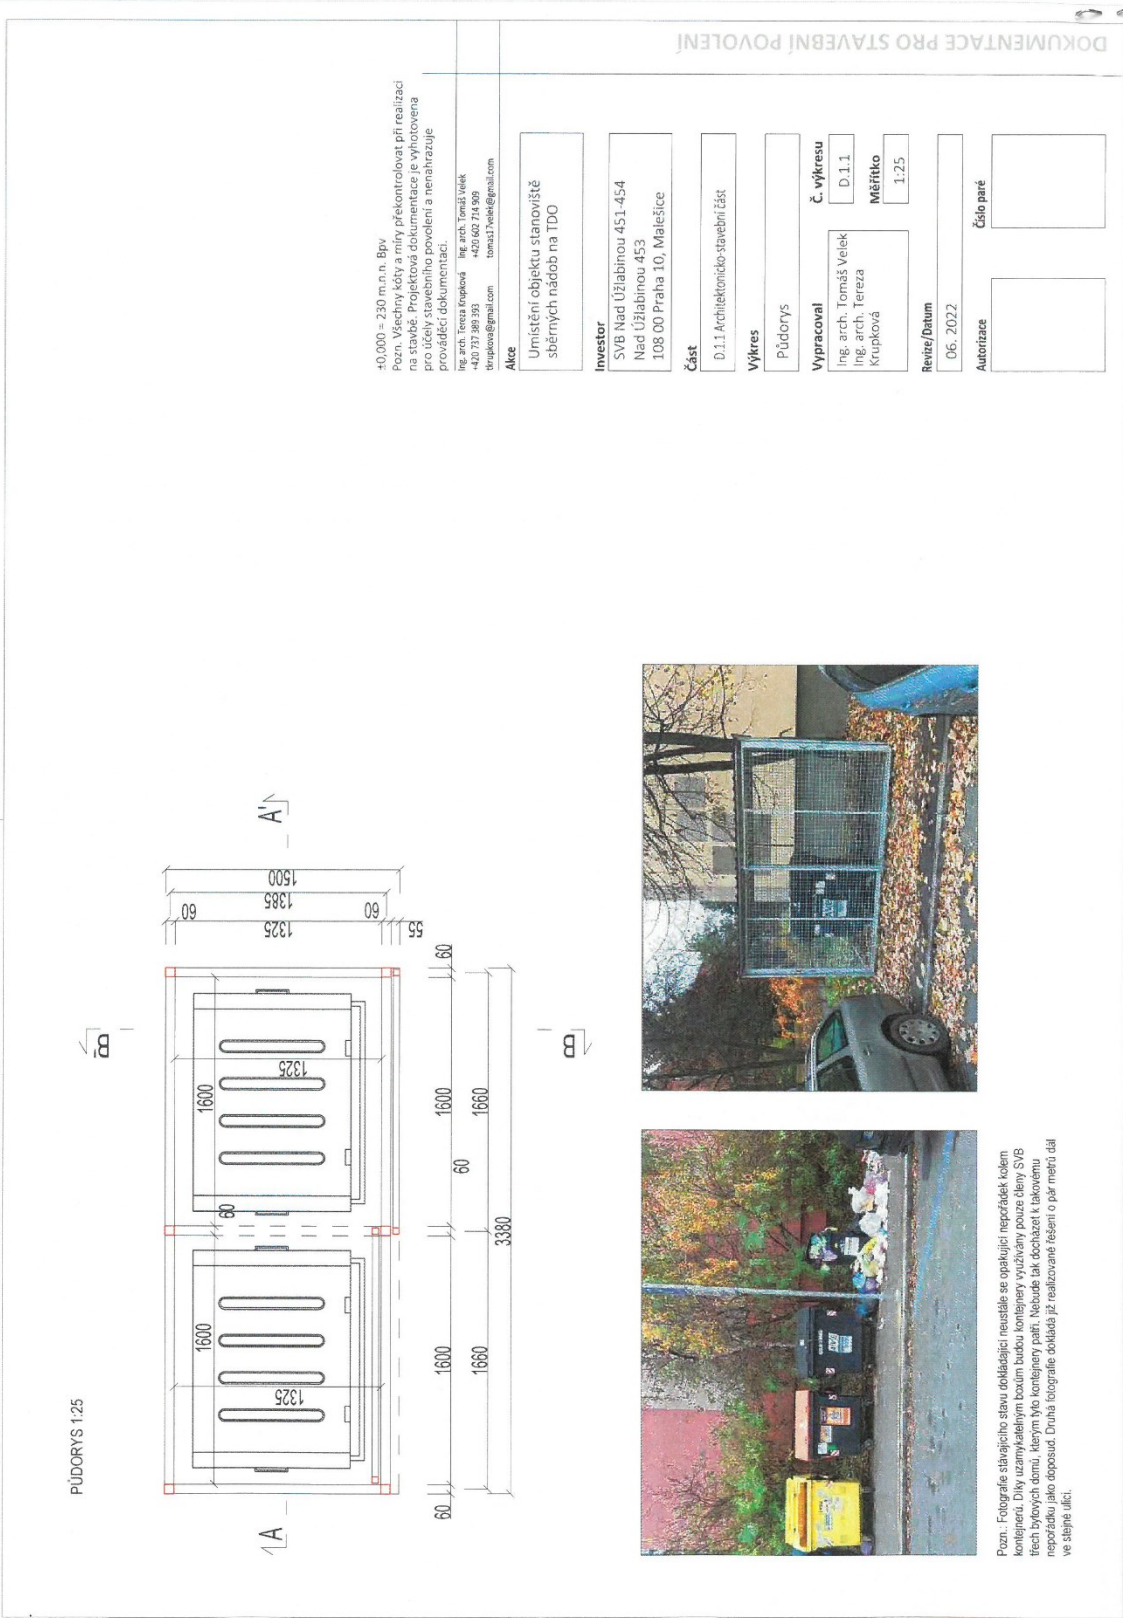 PŮDORYS 1:25
A
A'
B
B'
1600
1600
1325
1325
60
60
1600
60
1600
60
1660
1660
3380
60
1325
60
1385
1500
55
Pozn.: Fotografie stávajícího stavu dokládající neustále se opakující nepořádek kolem
kontejnerů. Díky uzamykatelným boxům budou kontejnery využívány pouze členy SVB
třech bytových domů, kterým tyto kontejnery patří. Nebude tak docházet k takovému
nepořádku jako doposud. Druhá fotografie dokládá již realizované řešení o pár metrů dál
ve stejné ulici.
±0,000 = 230 m.n.n. Bpv
Pozn. Všechny kóty a míry překontrolovat při realizaci
na stavbě. Projektová dokumentace je vyhotovena
pro účely stavebního povolení a nenahrazuje
prováděcí dokumentaci.
Ing. arch. Tereza Krupková Ing. arch. Tomáš Velek
+420 737 389 393 +420 602 714 909
tkrupkova@gmail.com tomas17velek@gmail.com
Akce
Umístění objektu stanoviště
sběrných nádob na TDO
Investor
SVB Nad Úžlabinou 451-454
Nad Úžlabinou 453
108 00 Praha 10, Malešice
Část
D.1.1 Architektonicko-stavební část
Výkres
Půdorys
Vypracoval
Ing. arch. Tomáš Velek
Ing. arch. Tereza
Krupková
Č. výkresu
D.1.1
Měřítko
1:25
Revize/Datum
06. 2022
Autorizace
Číslo paré
DOKUMENTACE PRO STAVEBNÍ POVOLENÍ